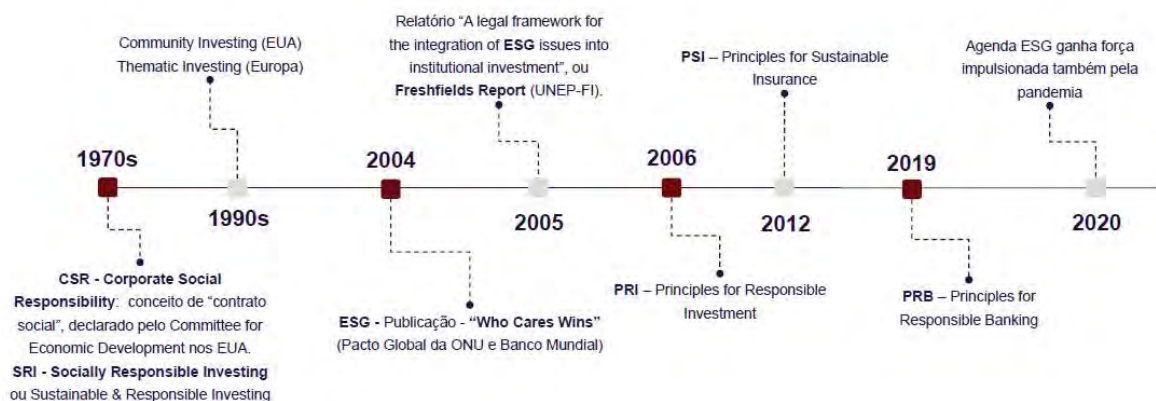 Community Investing (EUA)
Thematic Investing (Europa)
Relatório “A legal framework for
the integration of ESG issues into
institutional investment”, ou
Freshfields Report (UNEP-FI).
PSI – Principles for Sustainable
Insurance
Agenda ESG ganha força
impulsionada também pela
pandemia
1970s
1990s
2004
2005
2006
2012
2019
2020
CSR - Corporate Social
Responsibility: conceito de “contrato
social”, declarado pelo Committee for
Economic Development nos EUA.
SRI - Socially Responsible Investing
ou Sustainable & Responsible Investing
ESG - Publicação - “Who Cares Wins”
(Pacto Global da ONU e Banco Mundial)
PRI – Principles for Responsible
Investment
PRB – Principles for
Responsible Banking